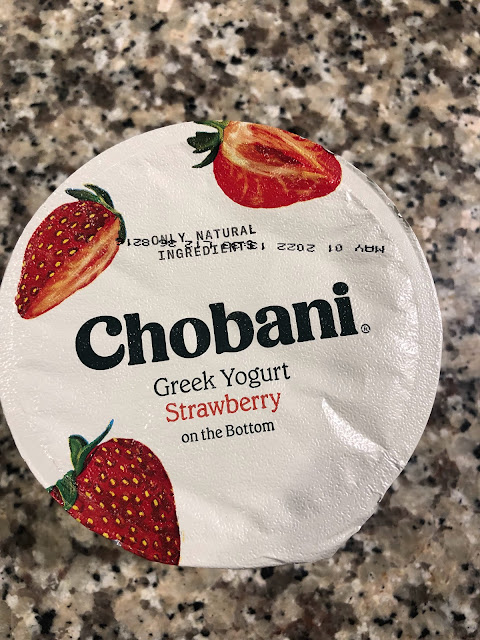 ONLY NATURAL
INGREDIENTS
MAY 01 2022
Chobani®
Greek Yogurt
Strawberry
on the Bottom